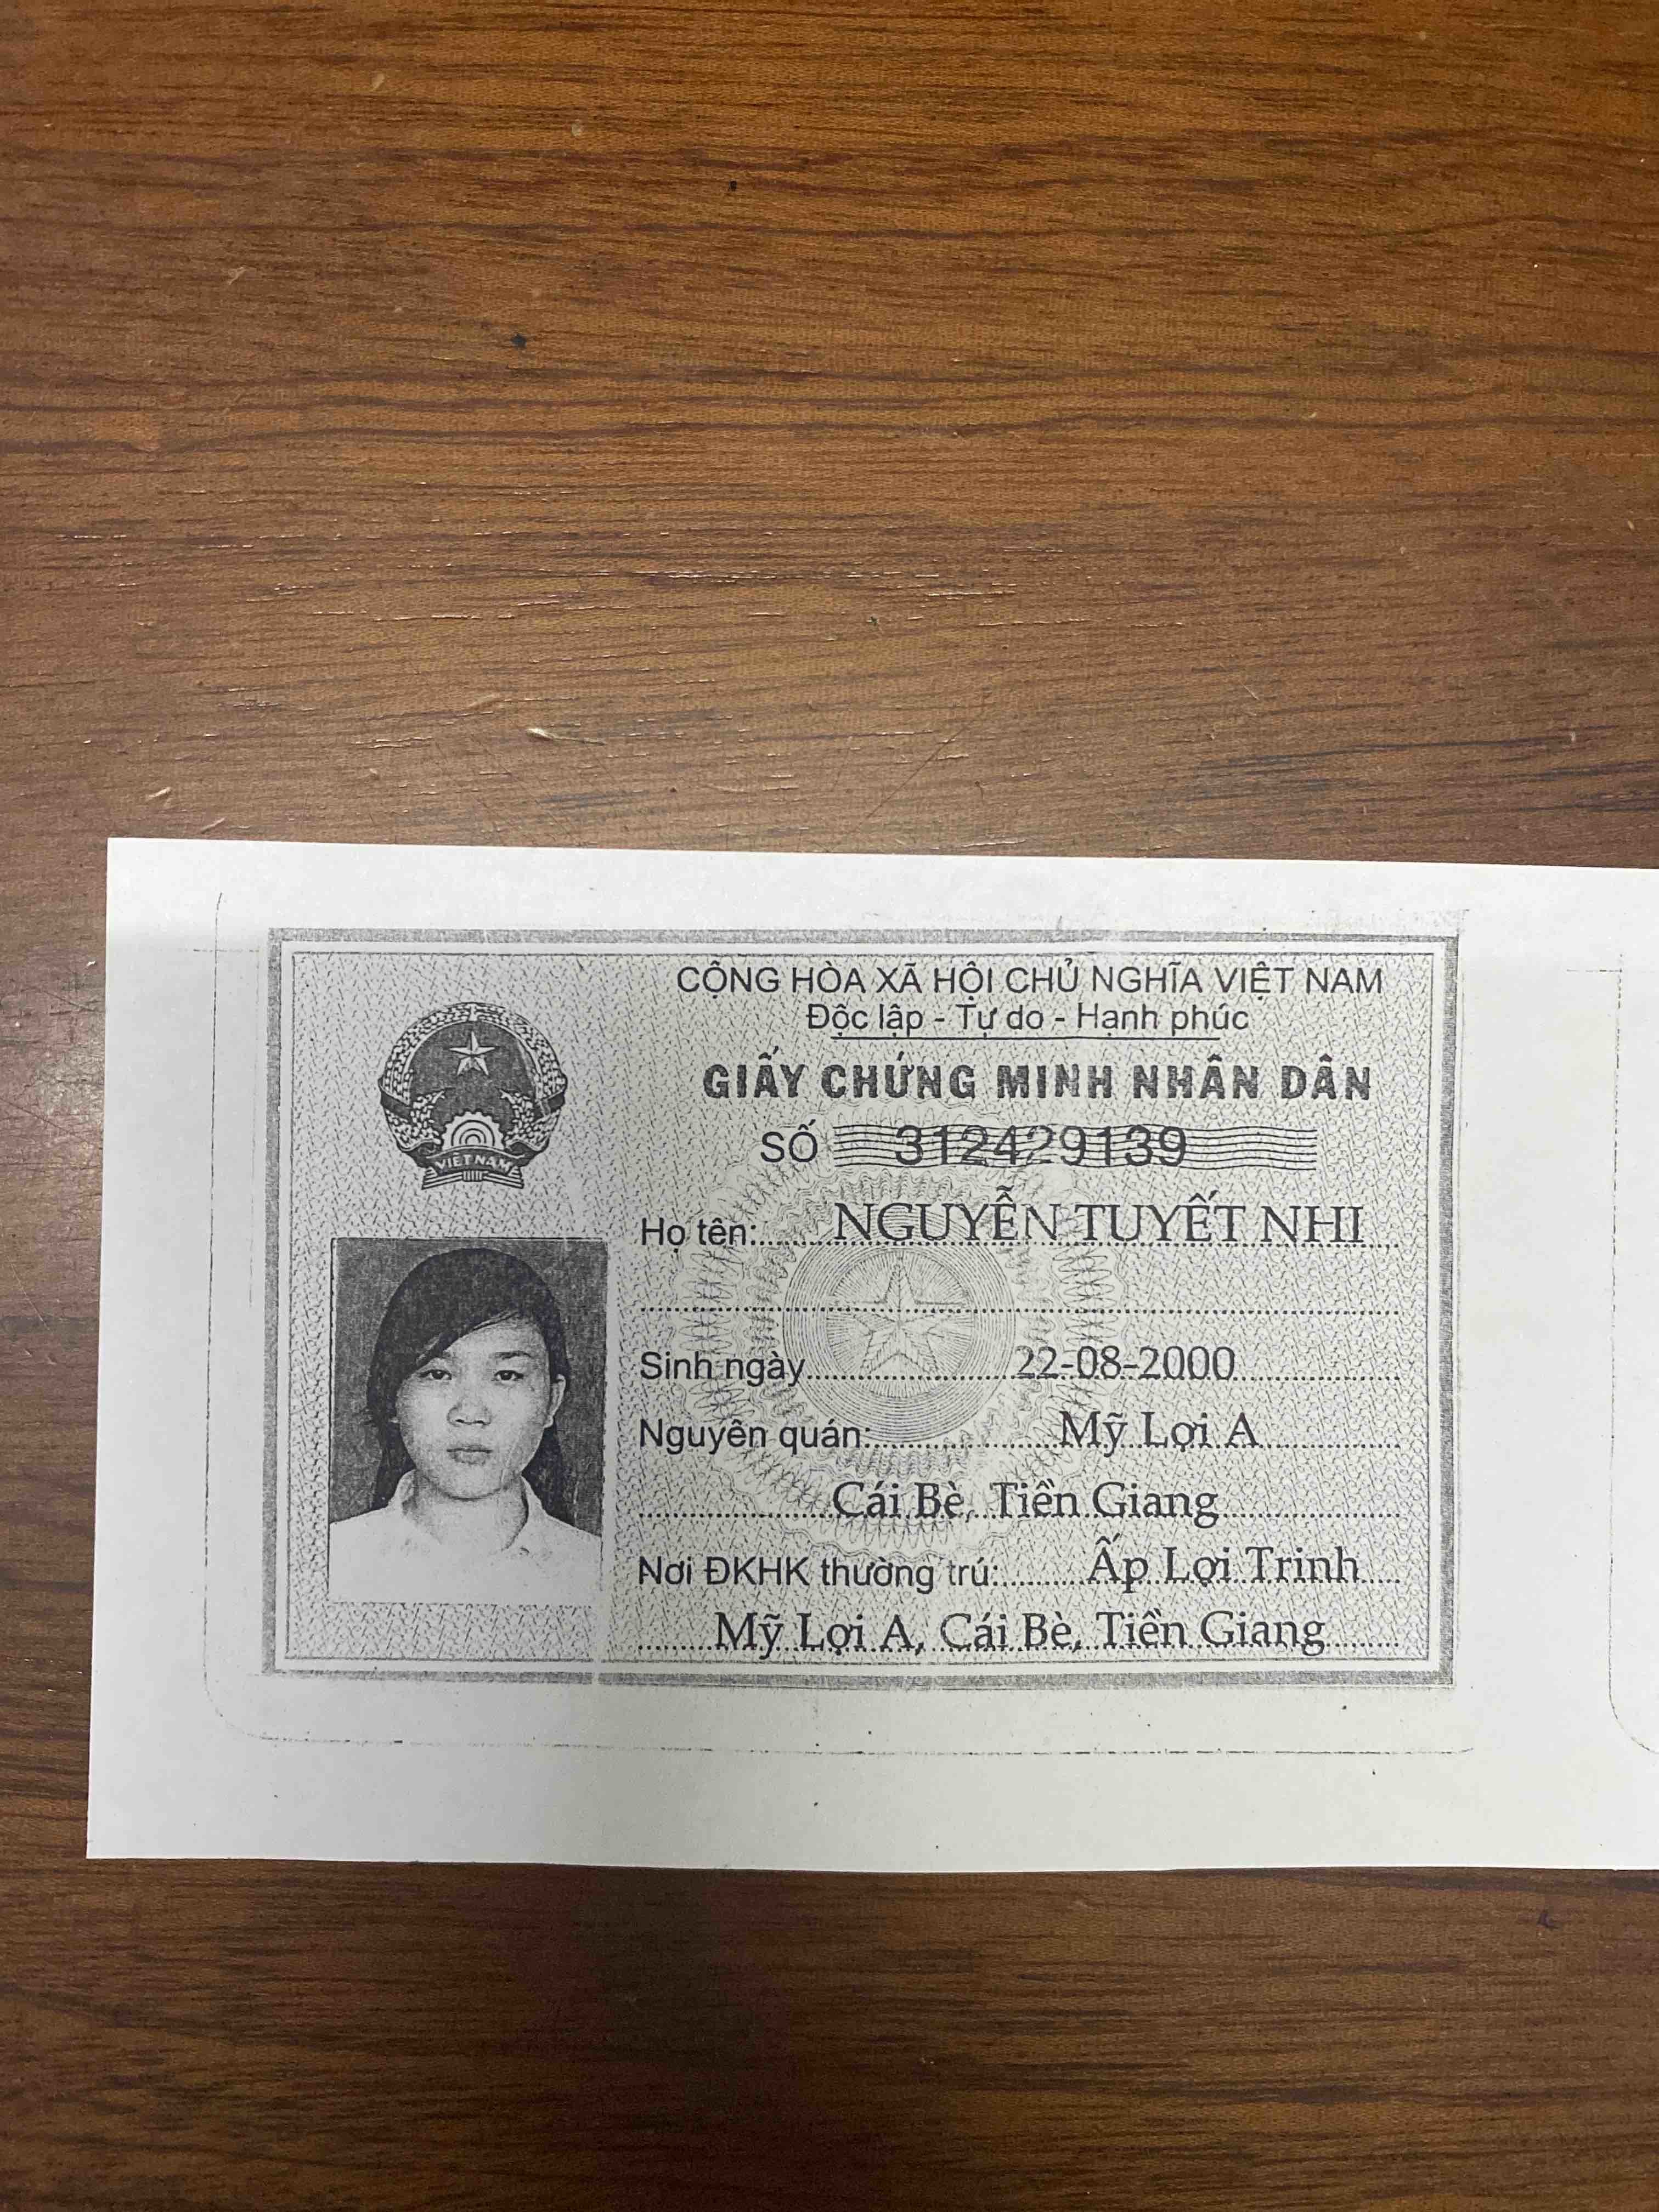 CỘNG HÒA XÃ HỘI CHỦ NGHĨA VIỆT NAM
Độc lập - Tự do - Hạnh phúc
GIẤY CHỨNG MINH NHÂN DÂN
SỐ 312429139
Họ tên: NGUYỄN TUYẾT NHI
Sinh ngày 22-08-2000
Nguyên quán: Mỹ Lợi A
Cái Bè, Tiền Giang
Nơi ĐKHK thường trú: Ấp Lợi Trinh
Mỹ Lợi A, Cái Bè, Tiền Giang
VIỆT NAM